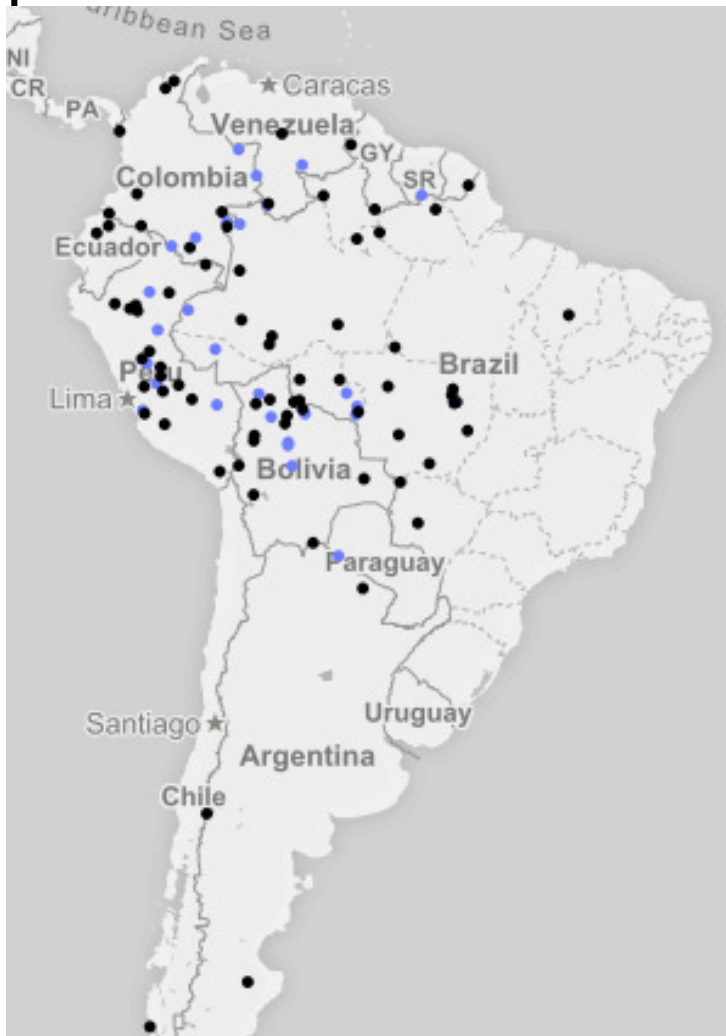 aribbean Sea
NI
CR
PA
Caracas
Venezuela
GY
SR
Colombia
Ecuador
Peru
Brazil
Lima
Bolivia
Paraguay
Santiago
Uruguay
Argentina
Chile